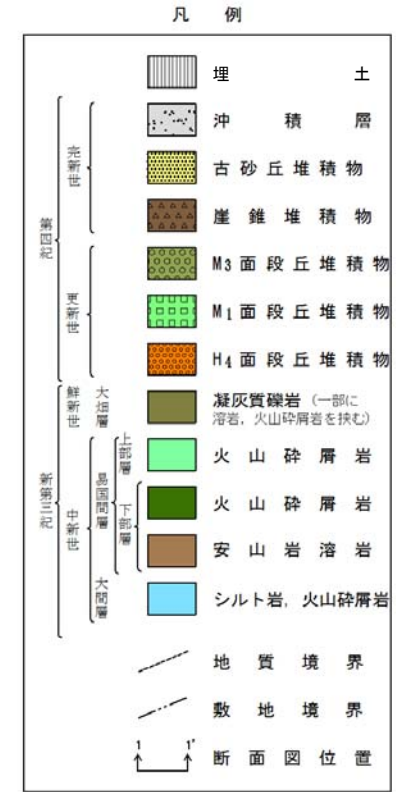 凡 例
埋 土
沖 積 層
古 砂 丘 堆 積 物
崖 錐 堆 積 物
M3 面 段 丘 堆 積 物
M1 面 段 丘 堆 積 物
H4 面 段 丘 堆 積 物
凝灰質礫岩（一部に
溶岩，火山砕屑岩を挟む）
火 山 砕 屑 岩
火 山 砕 屑 岩
安 山 岩 溶 岩
シルト岩，火山砕屑岩
第四紀
完新世
更新世
新第三紀
鮮新世
大畑層
中新世
易国間層
上部層
下部層
大間層
地 質 境 界
敷 地 境 界
1 1'
断 面 図 位 置